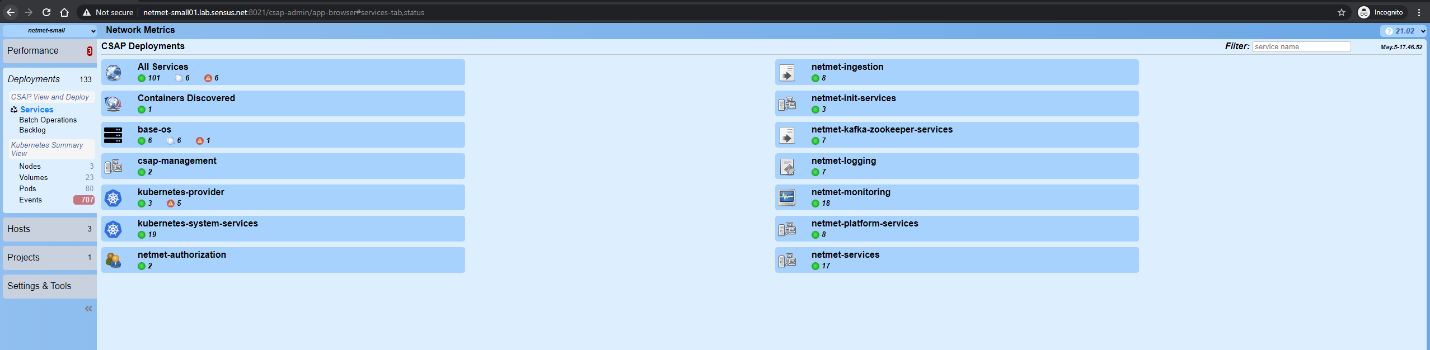 Not secure netmet-small01.lab.sensus.net:8021/csap-admin/app-browser#services-tab,status
Incognito
netmet-small
Network Metrics
21.02
Performance 3
CSAP Deployments
Filter: service name
May.5-17.46.52
Deployments 133
CSAP View and Deploy
Services
Batch Operations
Backlog
Kubernetes Summary
View
Nodes 3
Volumes 23
Pods 80
Events 707
Hosts 3
Projects 1
Settings & Tools
All Services
101 6 6
Containers Discovered
1
base-os
6 6 1
csap-management
2
kubernetes-provider
3 5
kubernetes-system-services
19
netmet-authorization
2
netmet-ingestion
8
netmet-init-services
3
netmet-kafka-zookeeper-services
7
netmet-logging
7
netmet-monitoring
18
netmet-platform-services
8
netmet-services
17